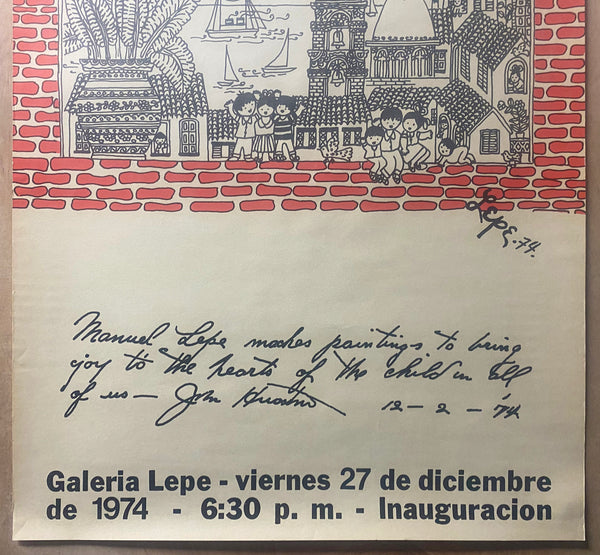 Lepe.74.
Manuel Lepe makes paintings to bring
joy to the hearts of the child in all
of us — John Huston 12 - 2 - '74
Galeria Lepe - viernes 27 de diciembre
de 1974 - 6:30 p. m. - Inauguracion